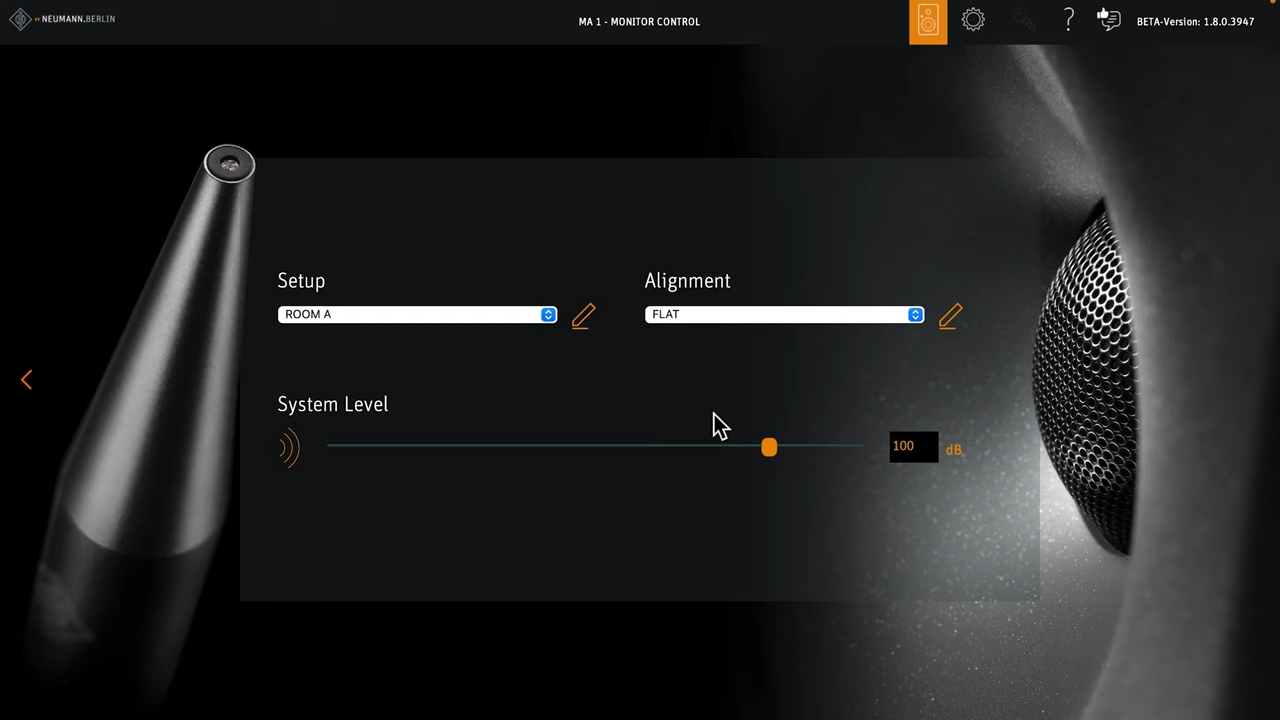 NEUMANN.BERLIN
MA 1 - MONITOR CONTROL
?
BETA-Version: 1.8.0.3947
Setup
Alignment
ROOM A
FLAT
System Level
100 dB